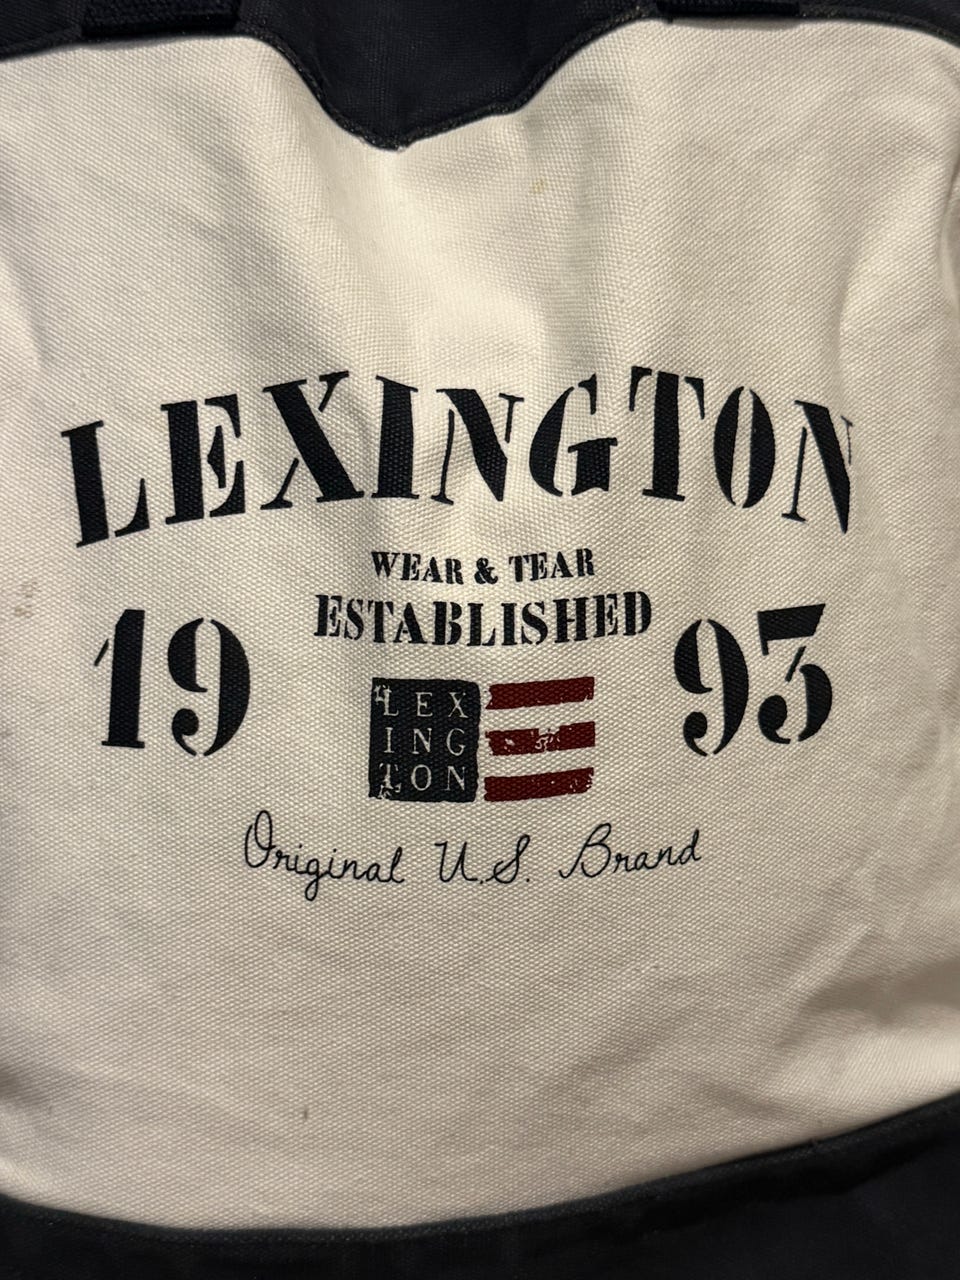 LEXINGTON
WEAR & TEAR
ESTABLISHED
19 93
LEX
ING
TON
Original U.S. Brand